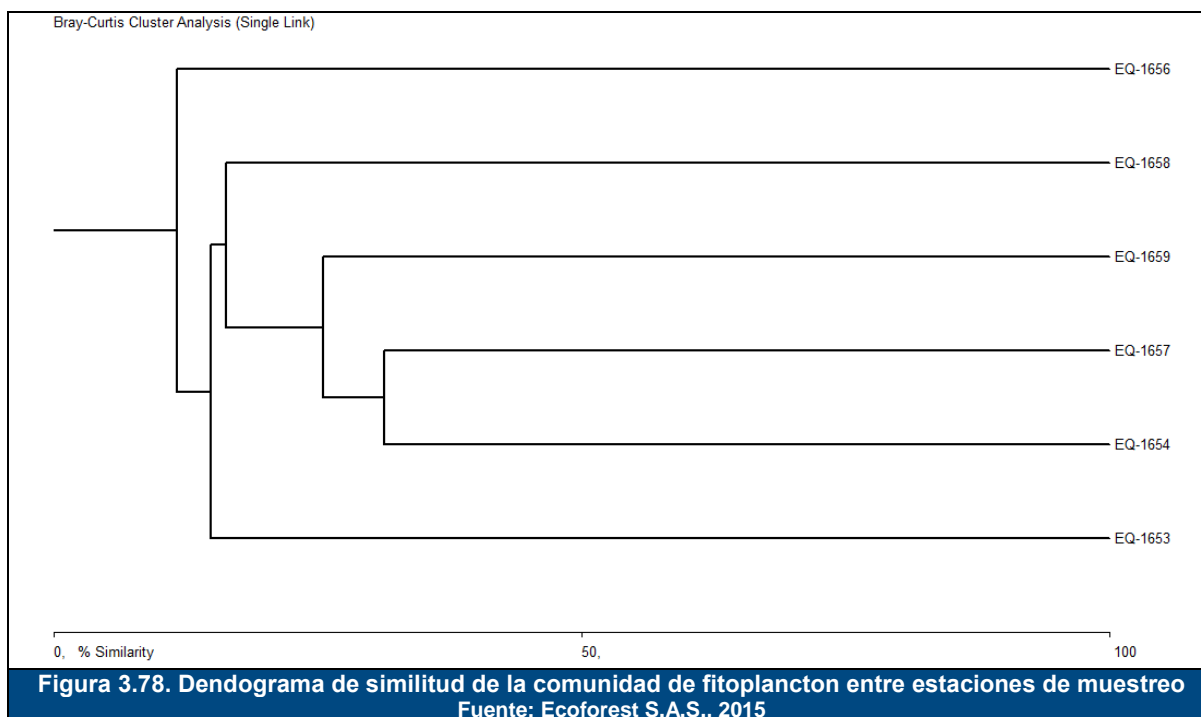 Bray-Curtis Cluster Analysis (Single Link)
EQ-1656
EQ-1658
EQ-1659
EQ-1657
EQ-1654
EQ-1653
0, % Similarity 50, 100
Figura 3.78. Dendograma de similitud de la comunidad de fitoplancton entre estaciones de muestreo
Fuente: Ecoforest S.A.S., 2015